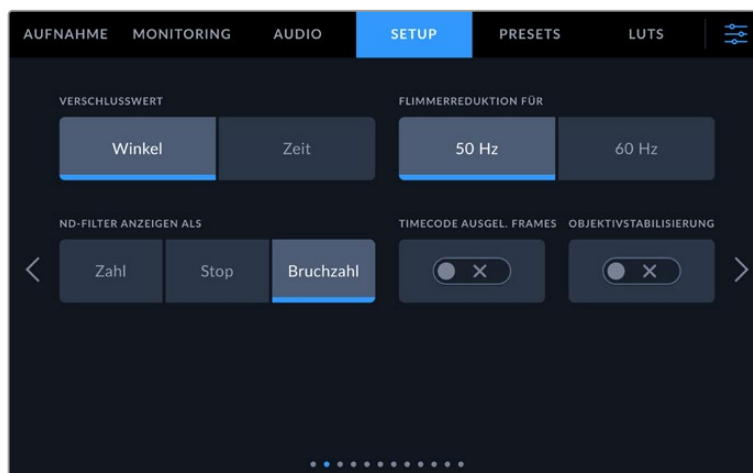 AUFNAHME MONITORING AUDIO SETUP PRESETS LUTS
VERSCHLUSSWERT FLIMMERREDUKTION FÜR
Winkel Zeit 50 Hz 60 Hz
ND-FILTER ANZEIGEN ALS TIMECODE AUSGEL. FRAMES OBJEKTIVSTABILISIERUNG
Zahl Stop Bruchzahl